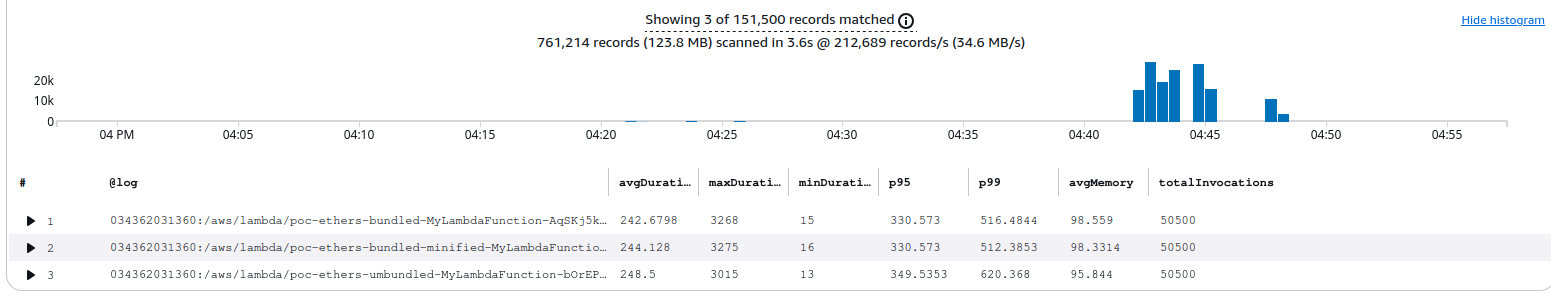 Showing 3 of 151,500 records matched
Hide histogram
761,214 records (123.8 MB) scanned in 3.6s @ 212,689 records/s (34.6 MB/s)
20k
10k
0
04 PM 04:05 04:10 04:15 04:20 04:25 04:30 04:35 04:40 04:45 04:50 04:55
# @log avgDurati… maxDurati… minDurati… p95 p99 avgMemory totalInvocations
1 034362031360:/aws/lambda/poc-ethers-bundled-MyLambdaFunction-AqSKj5k… 242.6798 3268 15 330.573 516.4844 98.559 50500
2 034362031360:/aws/lambda/poc-ethers-bundled-minified-MyLambdaFunctio… 244.128 3275 16 330.573 512.3853 98.3314 50500
3 034362031360:/aws/lambda/poc-ethers-umbundled-MyLambdaFunction-bOrEP… 248.5 3015 13 349.5353 620.368 95.844 50500